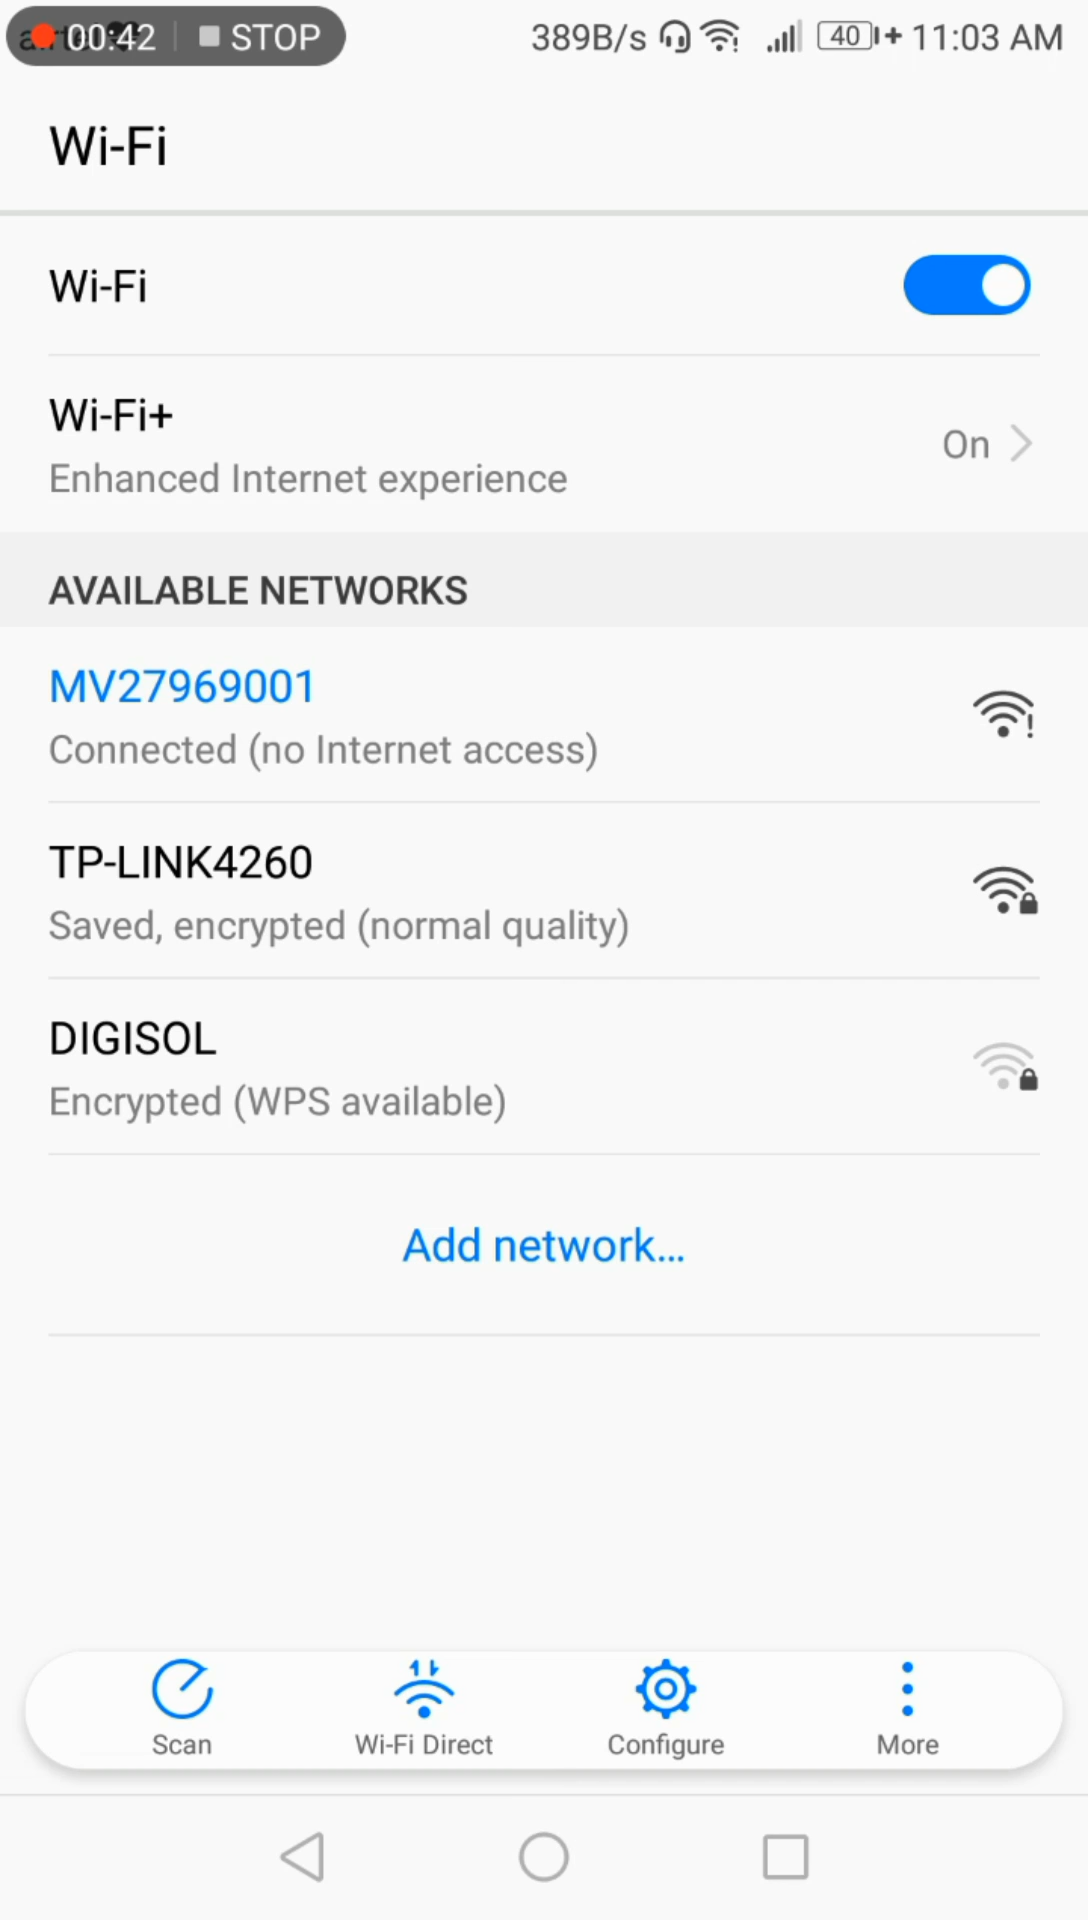 00:42 STOP 389B/s 40 11:03 AM
Wi-Fi
Wi-Fi
Wi-Fi+
On
Enhanced Internet experience
AVAILABLE NETWORKS
MV27969001
Connected (no Internet access)
TP-LINK4260
Saved, encrypted (normal quality)
DIGISOL
Encrypted (WPS available)
Add network...
Scan Wi-Fi Direct Configure More